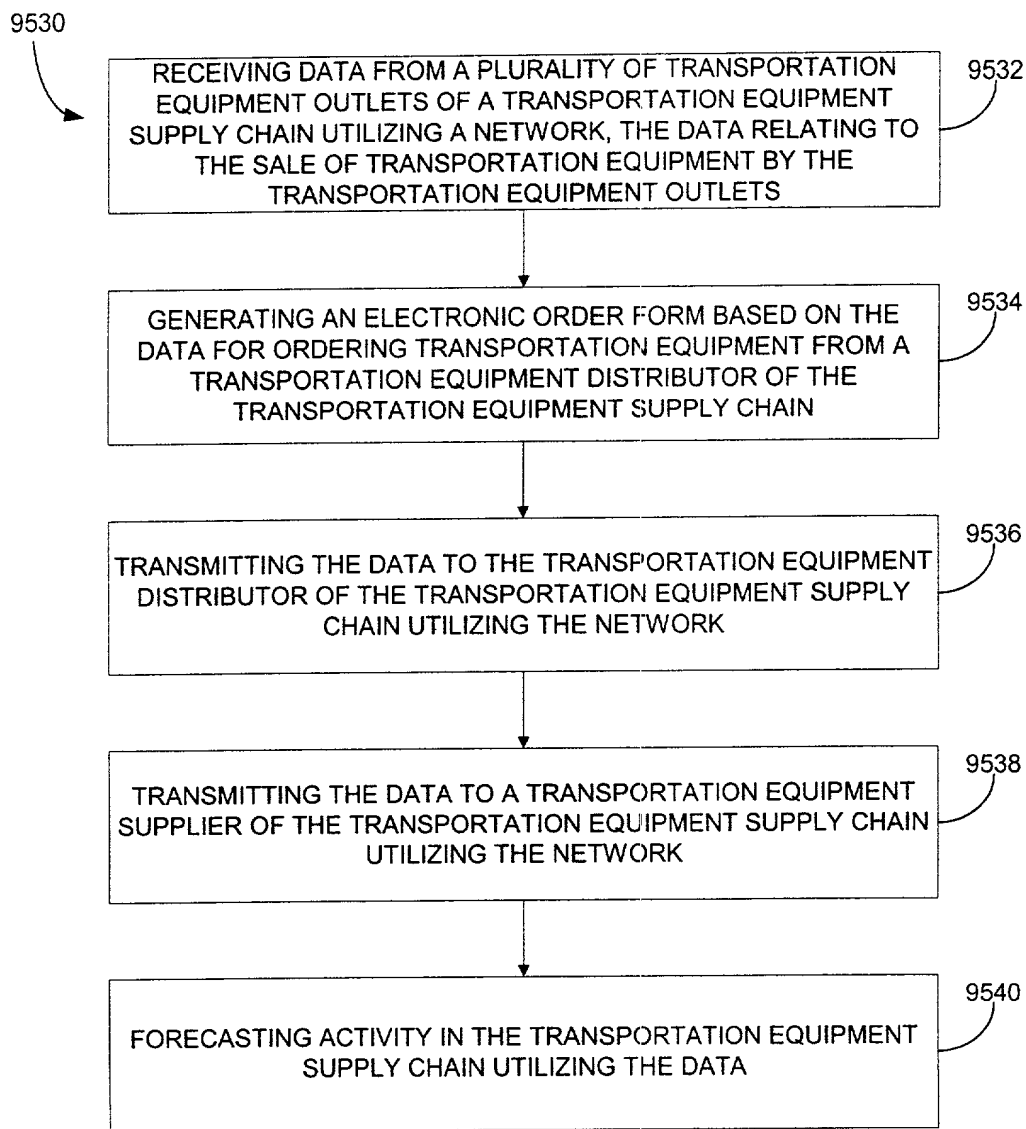 9530
RECEIVING DATA FROM A PLURALITY OF TRANSPORTATION
EQUIPMENT OUTLETS OF A TRANSPORTATION EQUIPMENT
SUPPLY CHAIN UTILIZING A NETWORK, THE DATA RELATING TO
THE SALE OF TRANSPORTATION EQUIPMENT BY THE
TRANSPORTATION EQUIPMENT OUTLETS
9532
GENERATING AN ELECTRONIC ORDER FORM BASED ON THE
DATA FOR ORDERING TRANSPORTATION EQUIPMENT FROM A
TRANSPORTATION EQUIPMENT DISTRIBUTOR OF THE
TRANSPORTATION EQUIPMENT SUPPLY CHAIN
9534
TRANSMITTING THE DATA TO THE TRANSPORTATION EQUIPMENT
DISTRIBUTOR OF THE TRANSPORTATION EQUIPMENT SUPPLY
CHAIN UTILIZING THE NETWORK
9536
TRANSMITTING THE DATA TO A TRANSPORTATION EQUIPMENT
SUPPLIER OF THE TRANSPORTATION EQUIPMENT SUPPLY CHAIN
UTILIZING THE NETWORK
9538
FORECASTING ACTIVITY IN THE TRANSPORTATION EQUIPMENT
SUPPLY CHAIN UTILIZING THE DATA
9540